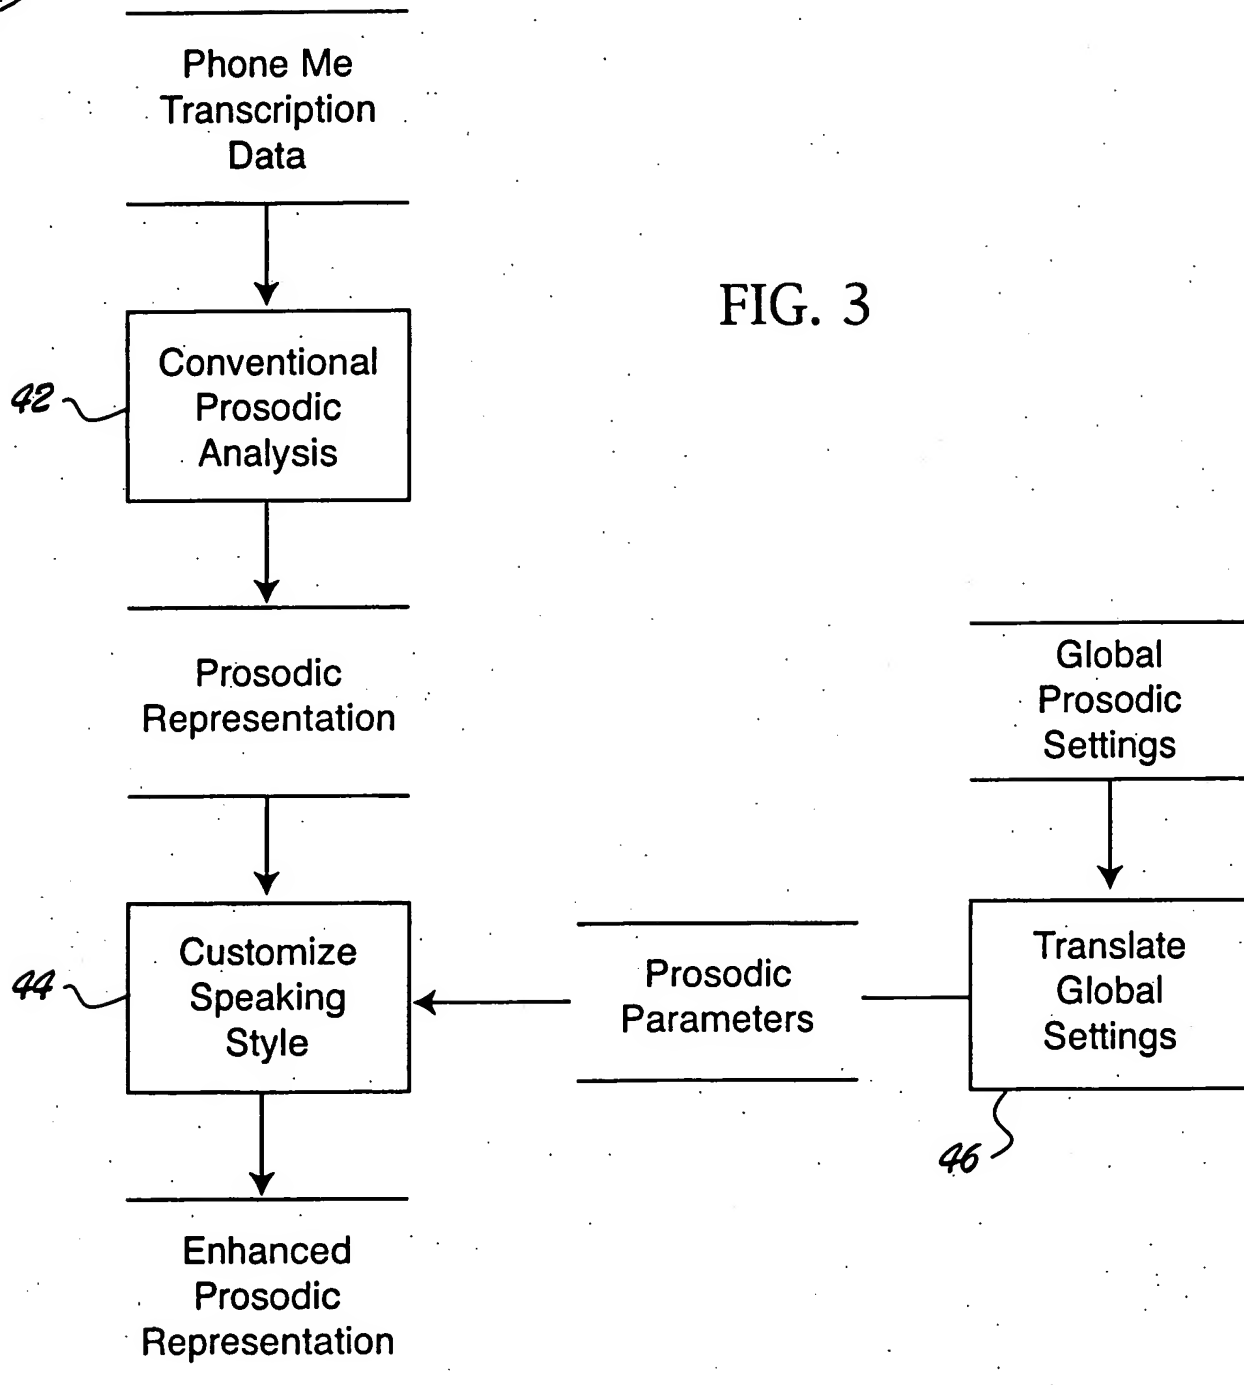 Phone Me
Transcription
Data
FIG. 3
Conventional
Prosodic
Analysis
42
Prosodic
Representation
Global
Prosodic
Settings
Customize
Speaking
Style
44
Prosodic
Parameters
Translate
Global
Settings
46
Enhanced
Prosodic
Representation